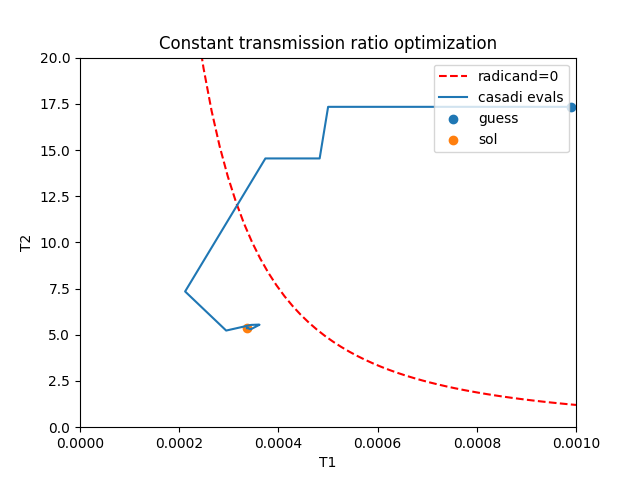 Constant transmission ratio optimization
20.0
17.5
15.0
12.5
10.0
7.5
5.0
2.5
0.0
T2
radicand=0
casadi evals
guess
sol
0.0000
0.0002
0.0004
0.0006
0.0008
0.0010
T1